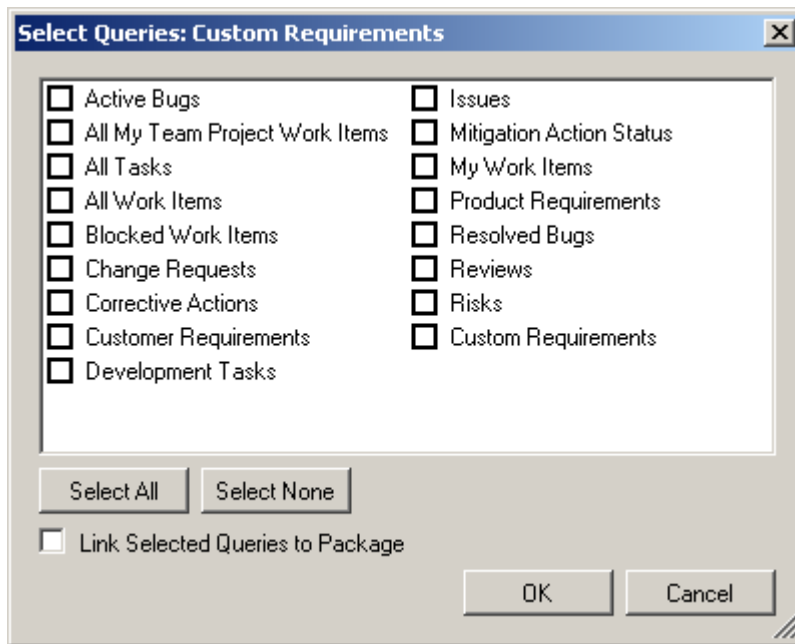 Select Queries: Custom Requirements
Active Bugs
All My Team Project Work Items
All Tasks
All Work Items
Blocked Work Items
Change Requests
Corrective Actions
Customer Requirements
Development Tasks
Issues
Mitigation Action Status
My Work Items
Product Requirements
Resolved Bugs
Reviews
Risks
Custom Requirements
Select All
Select None
Link Selected Queries to Package
OK
Cancel